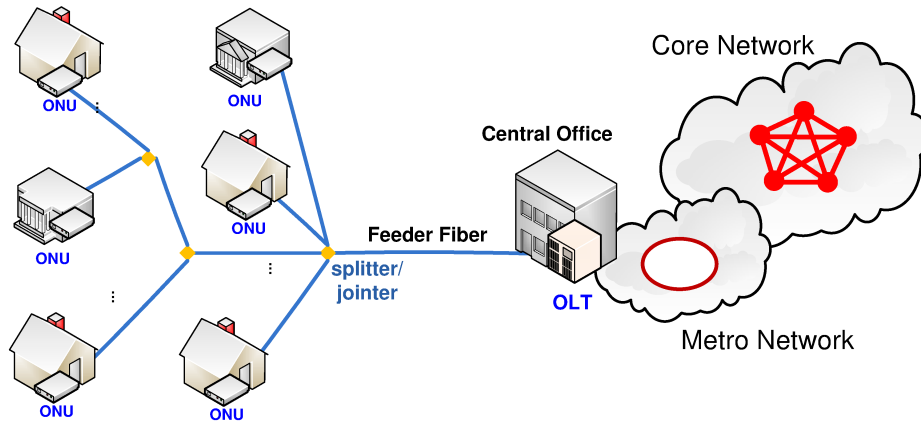 Core Network
ONU
ONU
Central Office
ONU
Feeder Fiber
ONU
splitter/
jointer
OLT
Metro Network
ONU
ONU